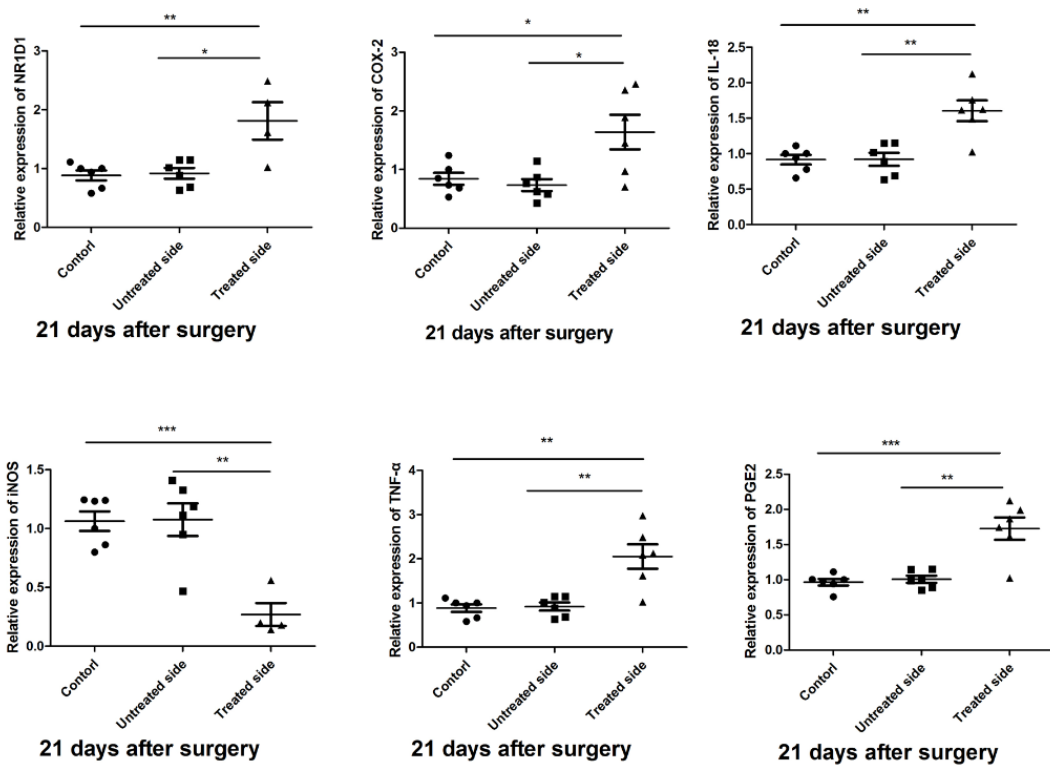 **
*
Relative expression of NR1D1
3
2
1
0
Contorl
Untreated side
Treated side
21 days after surgery
*
*
Relative expression of COX-2
3
2
1
0
Contorl
Untreated side
Treated side
21 days after surgery
**
**
Relative expression of IL-18
2.5
2.0
1.5
1.0
0.5
0.0
Contorl
Untreated side
Treated side
21 days after surgery
***
**
Relative expression of iNOS
1.5
1.0
0.5
0.0
Contorl
Untreated side
Treated side
21 days after surgery
**
**
Relative expression of TNF-α
4
3
2
1
0
Contorl
Untreated side
Treated side
21 days after surgery
***
**
Relative expression of PGE2
2.5
2.0
1.5
1.0
0.5
0.0
Contorl
Untreated side
Treated side
21 days after surgery